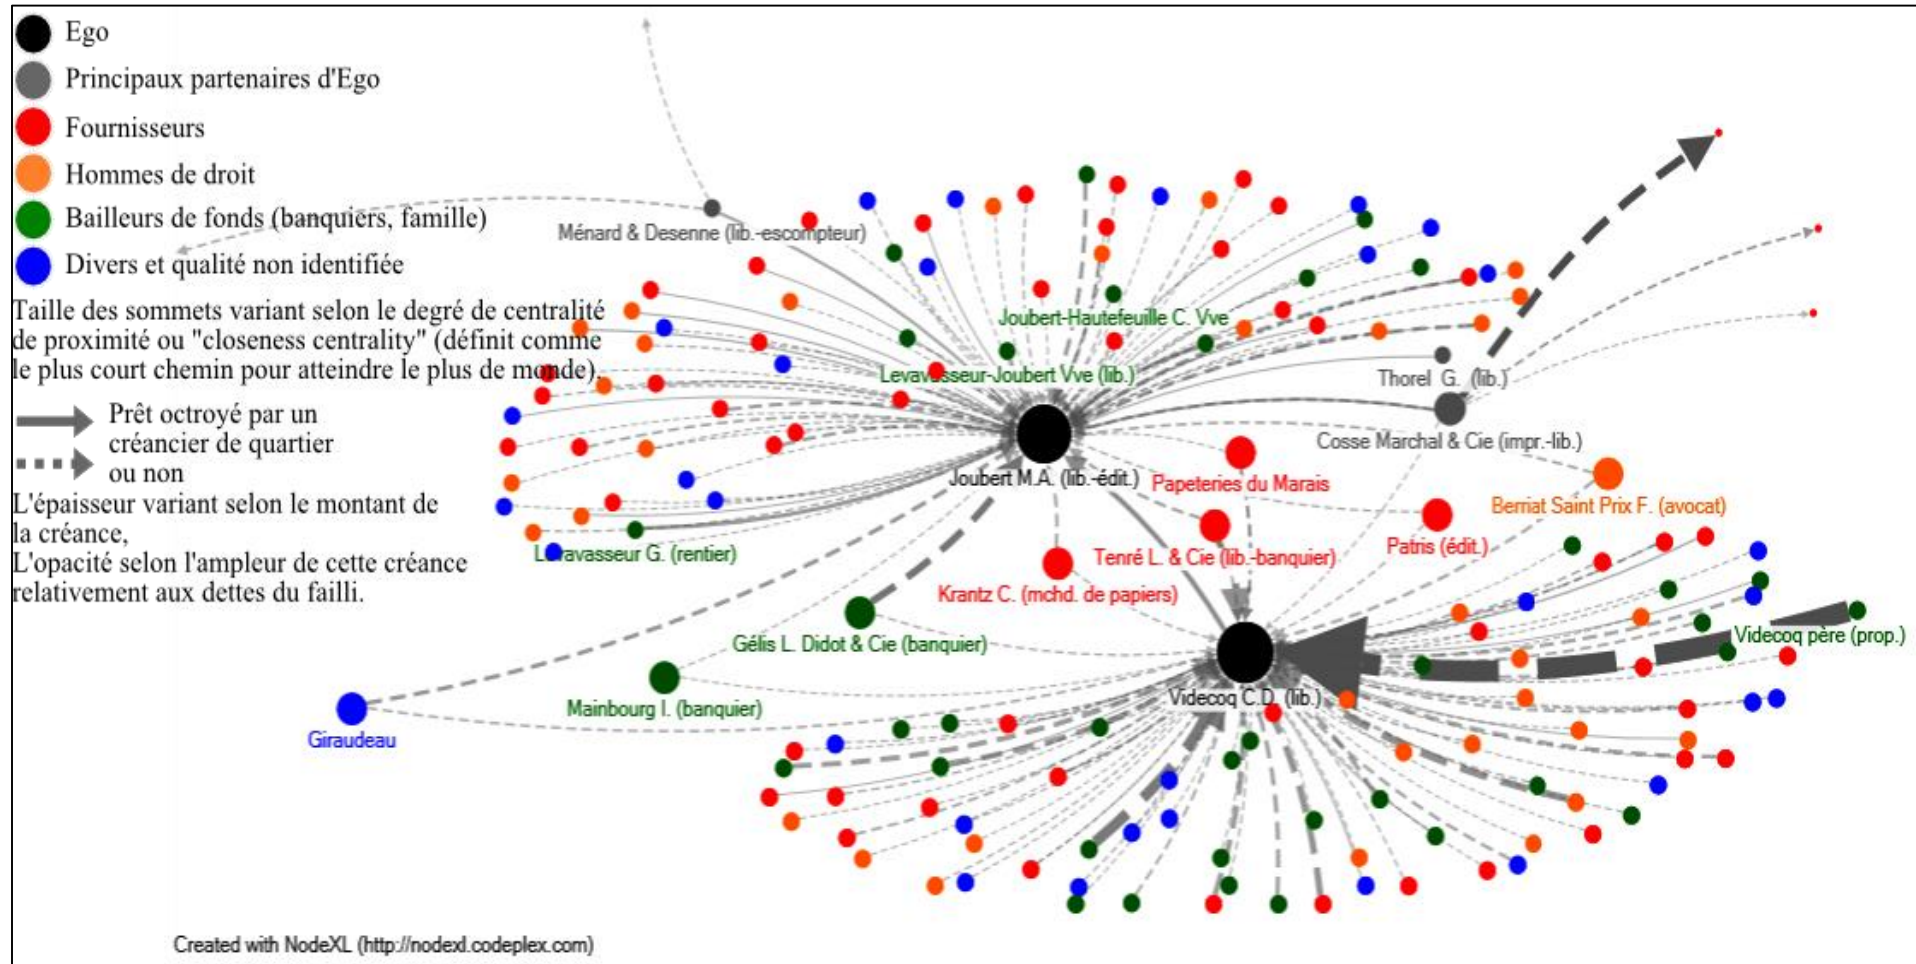 Ego
Principaux partenaires d'Ego
Fournisseurs
Hommes de droit
Bailleurs de fonds (banquiers, famille)
Divers et qualité non identifiée
Taille des sommets variant selon le degré de centralité
de proximité ou "closeness centrality" (définit comme
le plus court chemin pour atteindre le plus de monde).
Prêt octroyé par un
créancier de quartier
ou non
L'épaisseur variant selon le montant de
la créance,
L'opacité selon l'ampleur de cette créance
relativement aux dettes du failli.
Ménard & Desenne (lib.-escompteur)
Joubert-Hautefeuille C. Vve
Levavasseur-Joubert Vve (lib.)
Thorel G. (lib.)
Cosse Marchal & Cie (impr.-lib.)
Joubert M.A. (lib.-édit.)
Papeteries du Marais
Berriat Saint Prix F. (avocat)
Levavasseur G. (rentier)
Tenré L. & Cie (lib.-banquier)
Patris (édit.)
Krantz C. (mchd. de papiers)
Gélis L. Didot & Cie (banquier)
Videcoq père (prop.)
Mainbourg I. (banquier)
Videcoq C.D. (lib.)
Giraudeau
Created with NodeXL (http://nodexl.codeplex.com)